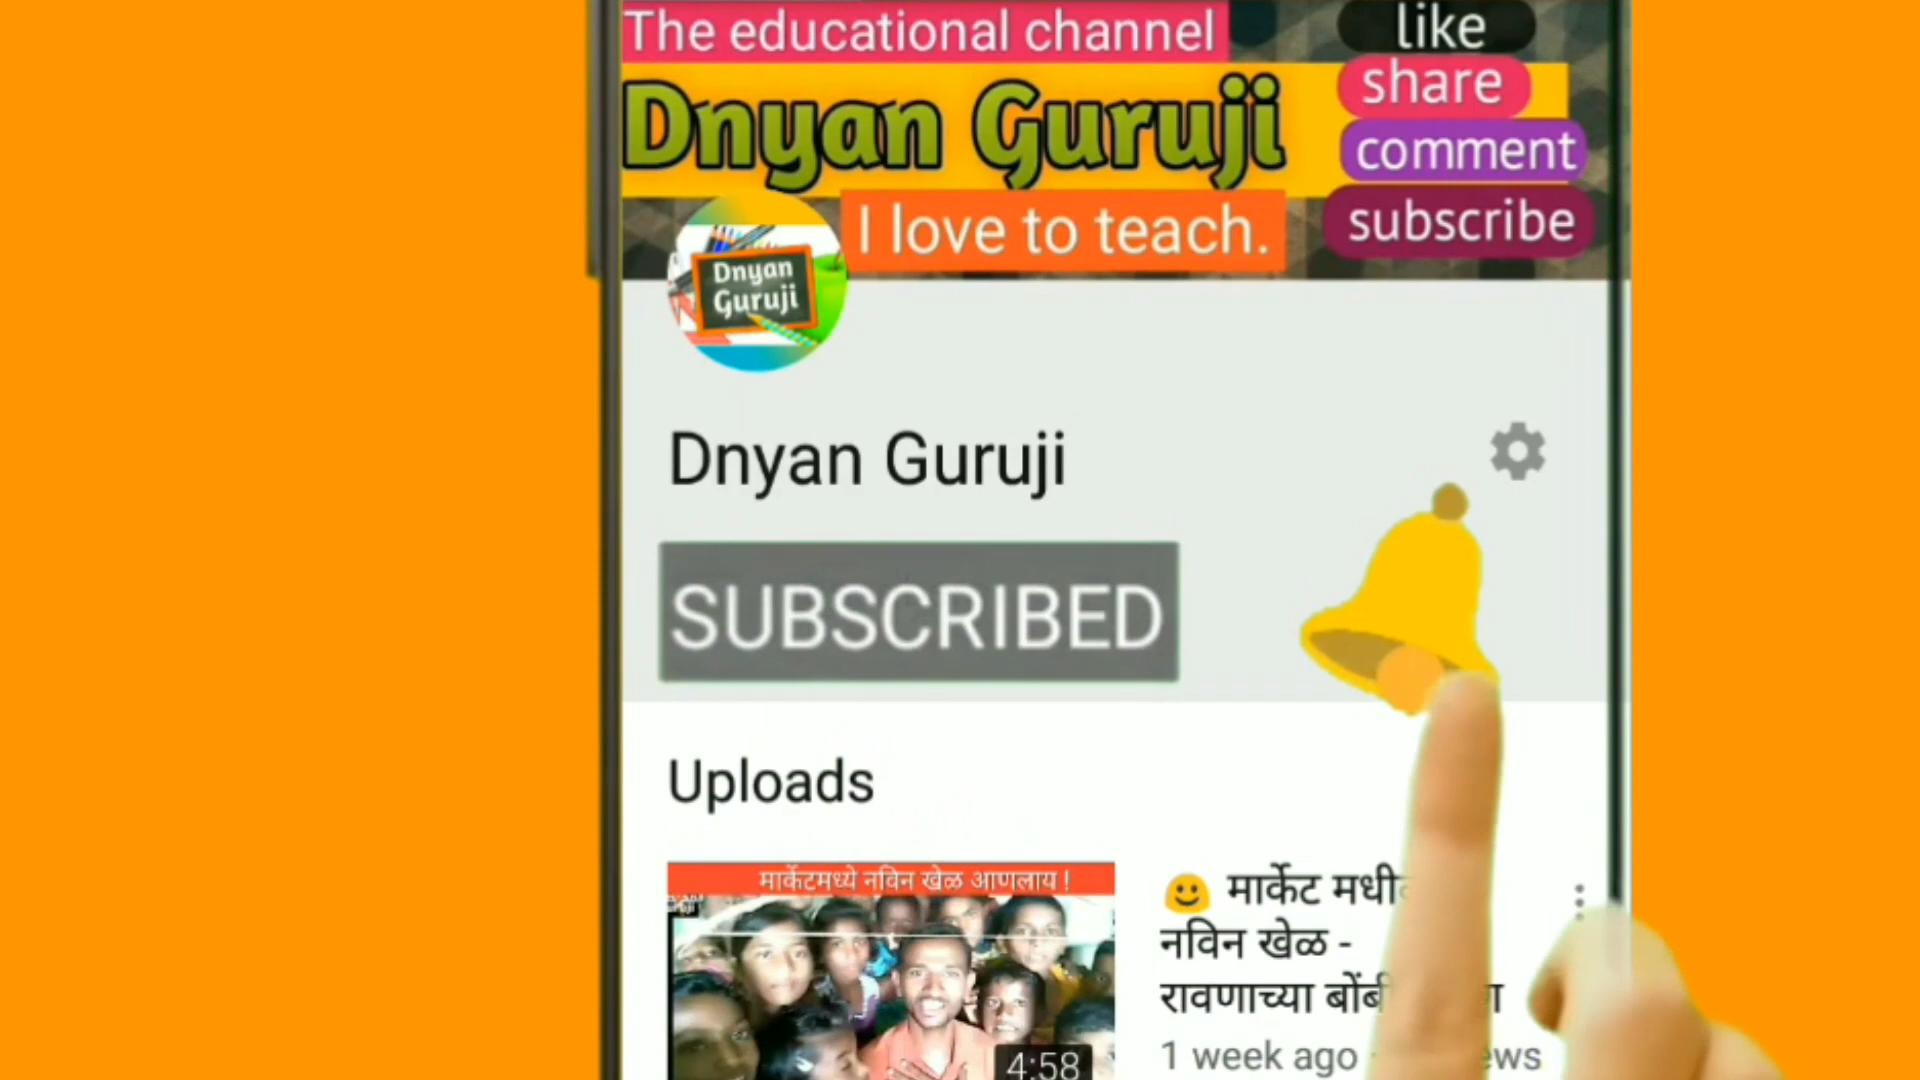 The educational channel
Dnyan Guruji
I love to teach.
like
share
comment
subscribe
Dnyan
Guruji
Dnyan Guruji
SUBSCRIBED
Uploads
मार्केटमध्ये नविन खेळ आणलाय !
4:58
मार्केट
नविन खेळ -
रावणाच्या
1 week ago